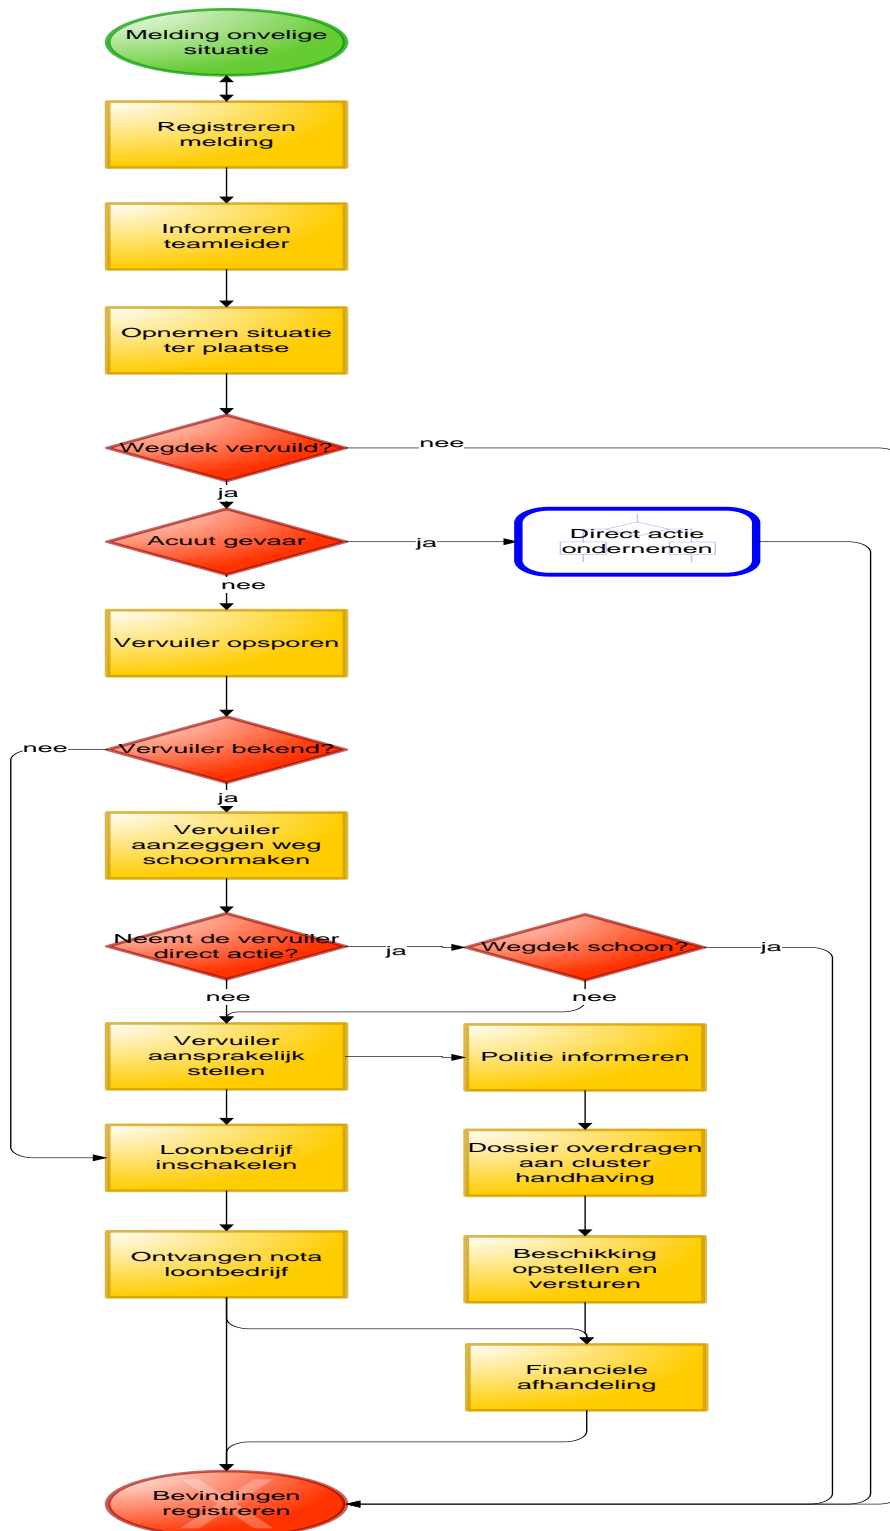 Melding onvelige
situatie
Registreren
melding
Informeren
teamleider
Opnemen situatie
ter plaatse
Wegdek vervuild?
nee
ja
Acuut gevaar
ja
Direct actie
ondernemen
nee
Vervuiler opsporen
nee
Vervuiler bekend?
ja
Vervuiler
aanzeggen weg
schoonmaken
Neemt de vervuiler
direct actie?
ja
Wegdek schoon?
ja
nee
nee
Vervuiler
aansprakelijk
stellen
Politie informeren
Loonbedrijf
inschakelen
Dossier overdragen
aan cluster
handhaving
Ontvangen nota
loonbedrijf
Beschikking
opstellen en
versturen
Financiele
afhandeling
Bevindingen
registreren